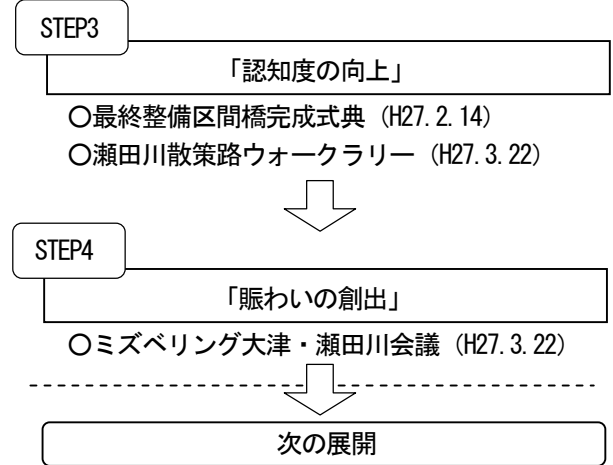 STEP3
「認知度の向上」
○最終整備区間橋完成式典（H27.2.14）
○瀬田川散策路ウォークラリー（H27.3.22）
STEP4
「賑わいの創出」
○ミズベリング大津・瀬田川会議（H27.3.22）
次の展開